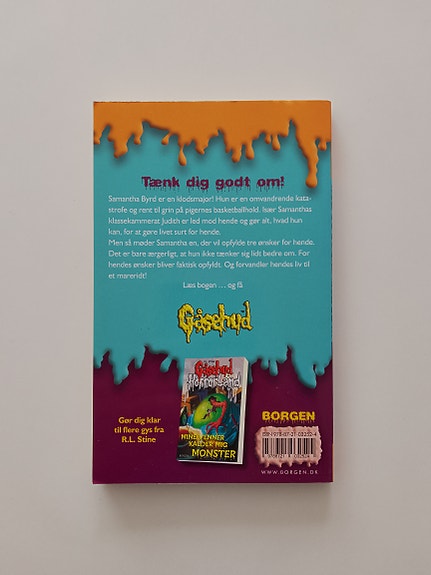 Tænk dig godt om!
Samantha Byrd er en klodsmajor! Hun er en omvandrende kata-
strofe og rent til grin på pigernes basketballhold. Især Samanthas
klassekammerat Judith er led mod hende og gør alt, hvad hun
kan, for at gøre livet surt for hende.
Men så møder Samantha en, der vil opfylde tre ønsker for hende.
Det er bare ærgerligt, at hun ikke tænker sig lidt bedre om. For
hendes ønsker bliver faktisk opfyldt. Og forvandler hendes liv til
et mareridt!
Læs bogen ... og få
Gåsehud
Gåsehud
HorrorLand
MINE VENNER
KALDER MIG
MONSTER
Gør dig klar
til flere gys fra
R.L. Stine
BORGEN
WWW.BORGEN.DK